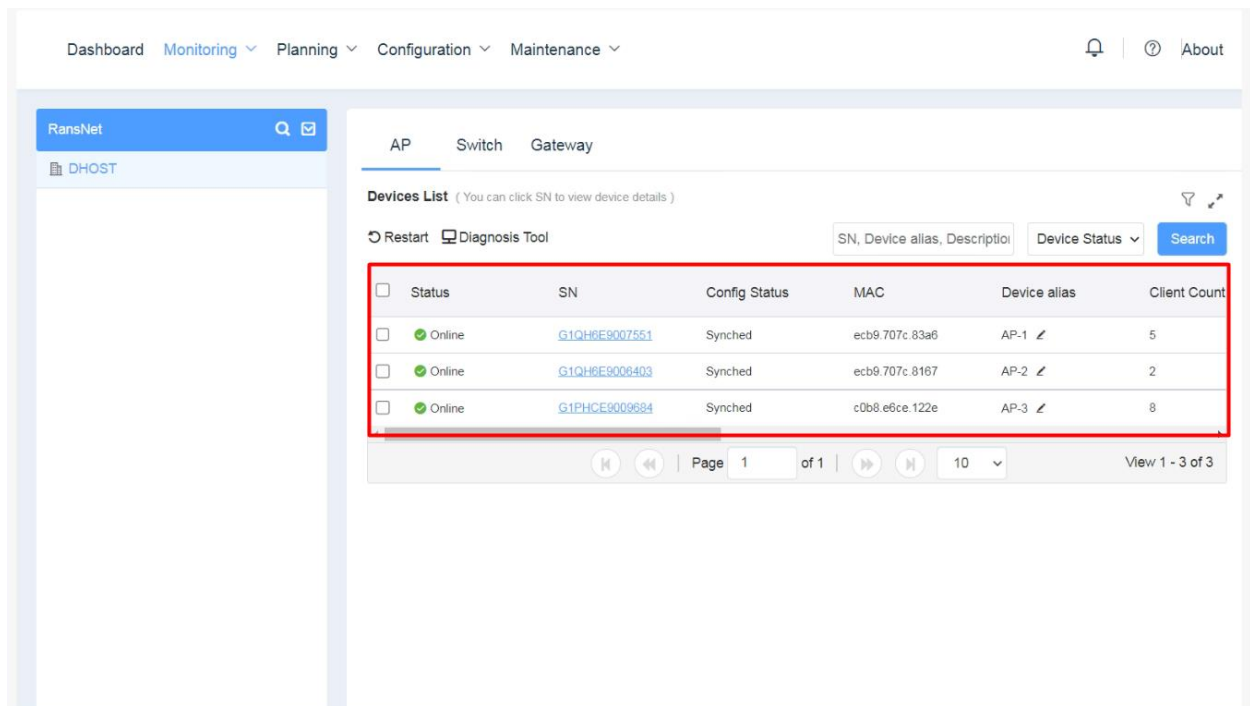 Dashboard Monitoring Planning Configuration Maintenance About
RansNet
DHOST
AP Switch Gateway
Devices List ( You can click SN to view device details )
Restart Diagnosis Tool SN, Device alias, Description Device Status Search
Status SN Config Status MAC Device alias Client Count
Online G1QH6E9007551 Synched ecb9.707c.83a6 AP-1 5
Online G1QH6E9006403 Synched ecb9.707c.8167 AP-2 2
Online G1PHCE9009684 Synched c0b8.e6ce.122e AP-3 8
Page 1 of 1 10 View 1 - 3 of 3